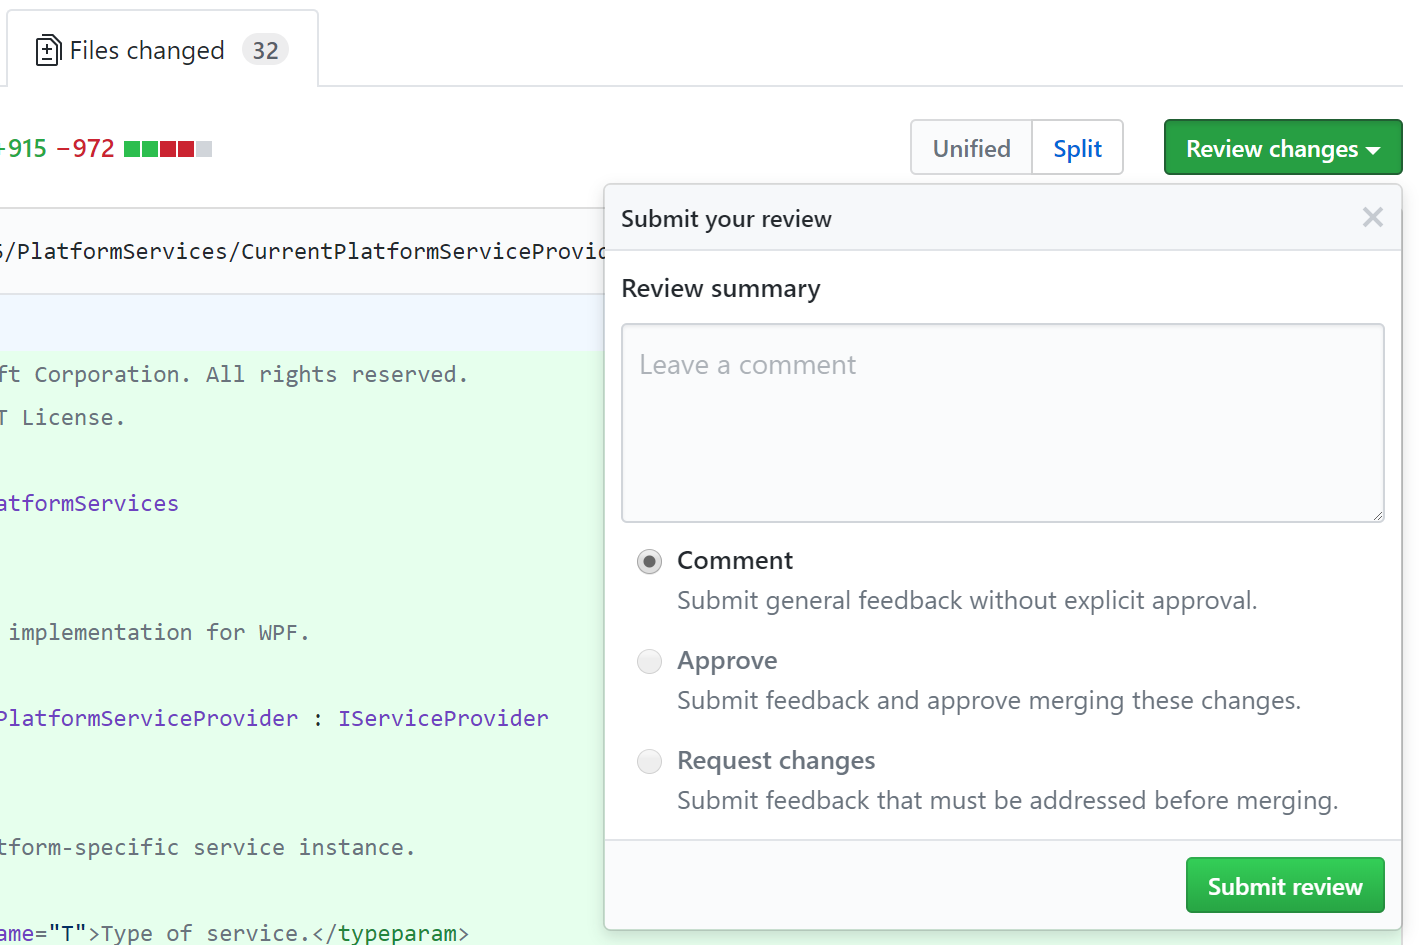 Files changed 32
+915 −972
Unified Split Review changes
/PlatformServices/CurrentPlatformServiceProvid
Submit your review
Review summary
Leave a comment
Comment
Submit general feedback without explicit approval.
Approve
Submit feedback and approve merging these changes.
Request changes
Submit feedback that must be addressed before merging.
Submit review
ft Corporation. All rights reserved.
T License.
atformServices
implementation for WPF.
PlatformServiceProvider : IServiceProvider
tform-specific service instance.
ame="T">Type of service.</typeparam>